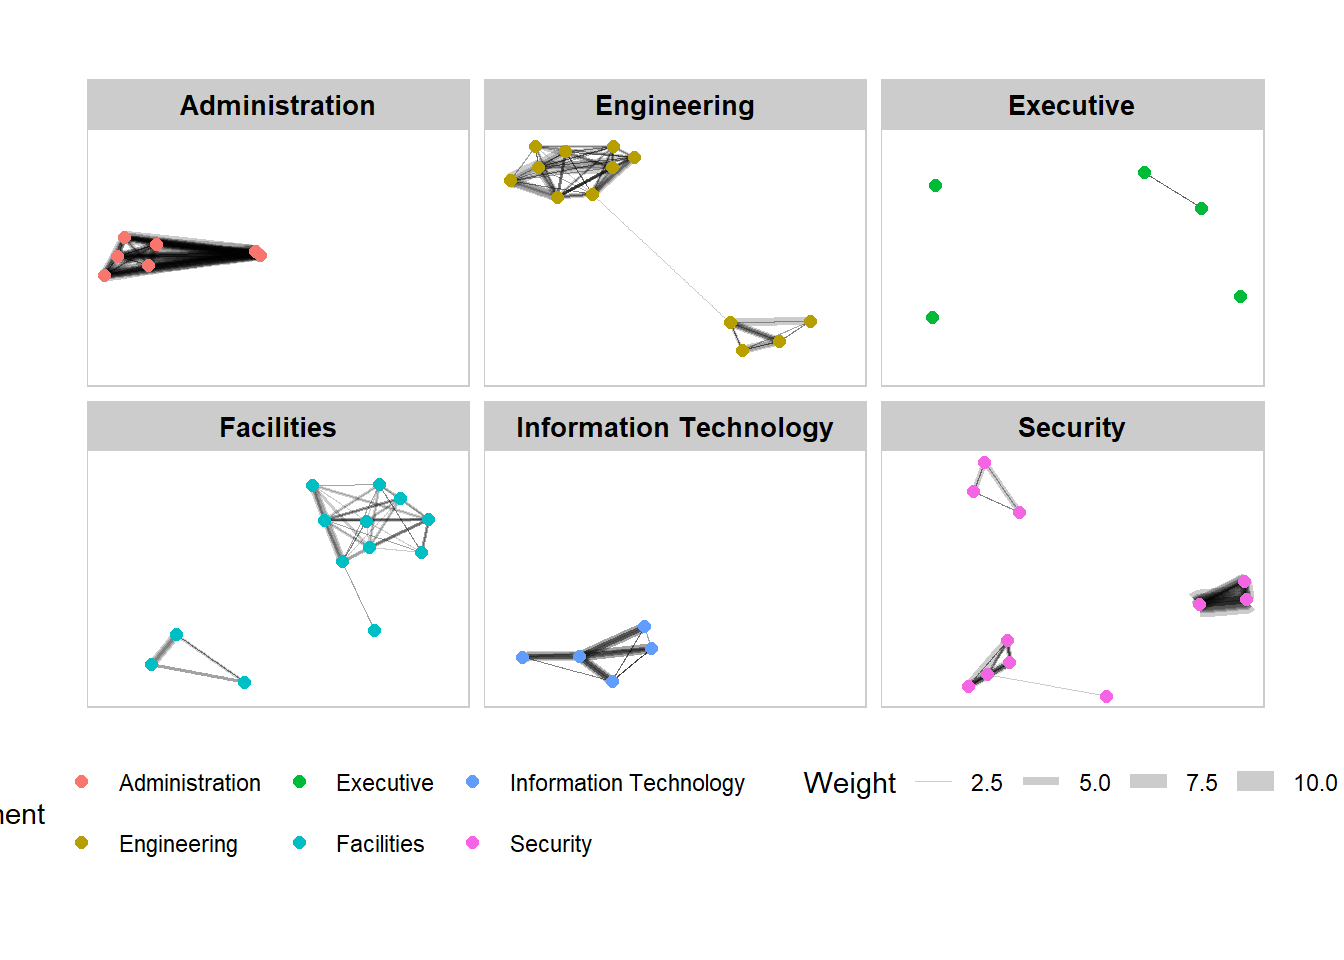 Administration
Engineering
Executive
Facilities
Information Technology
Security
Administration
Executive
Information Technology
Engineering
Facilities
Security
Weight
2.5
5.0
7.5
10.0